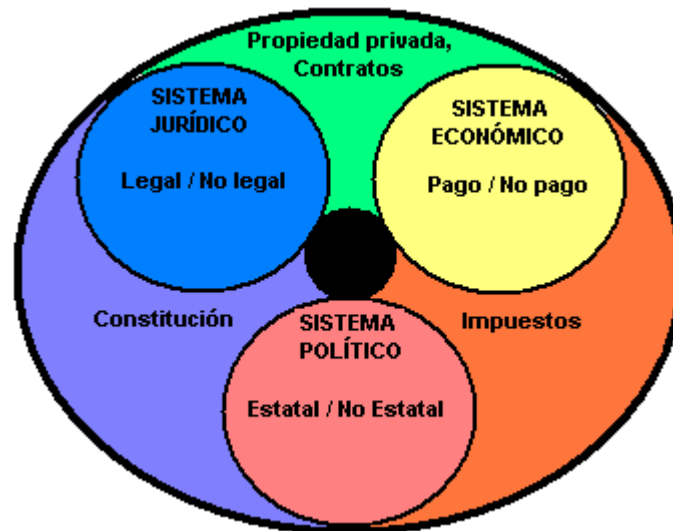 Propiedad privada,
Contratos
SISTEMA
JURÍDICO
Legal / No legal
SISTEMA
ECONÓMICO
Pago / No pago
Constitución
Impuestos
SISTEMA
POLÍTICO
Estatal / No Estatal